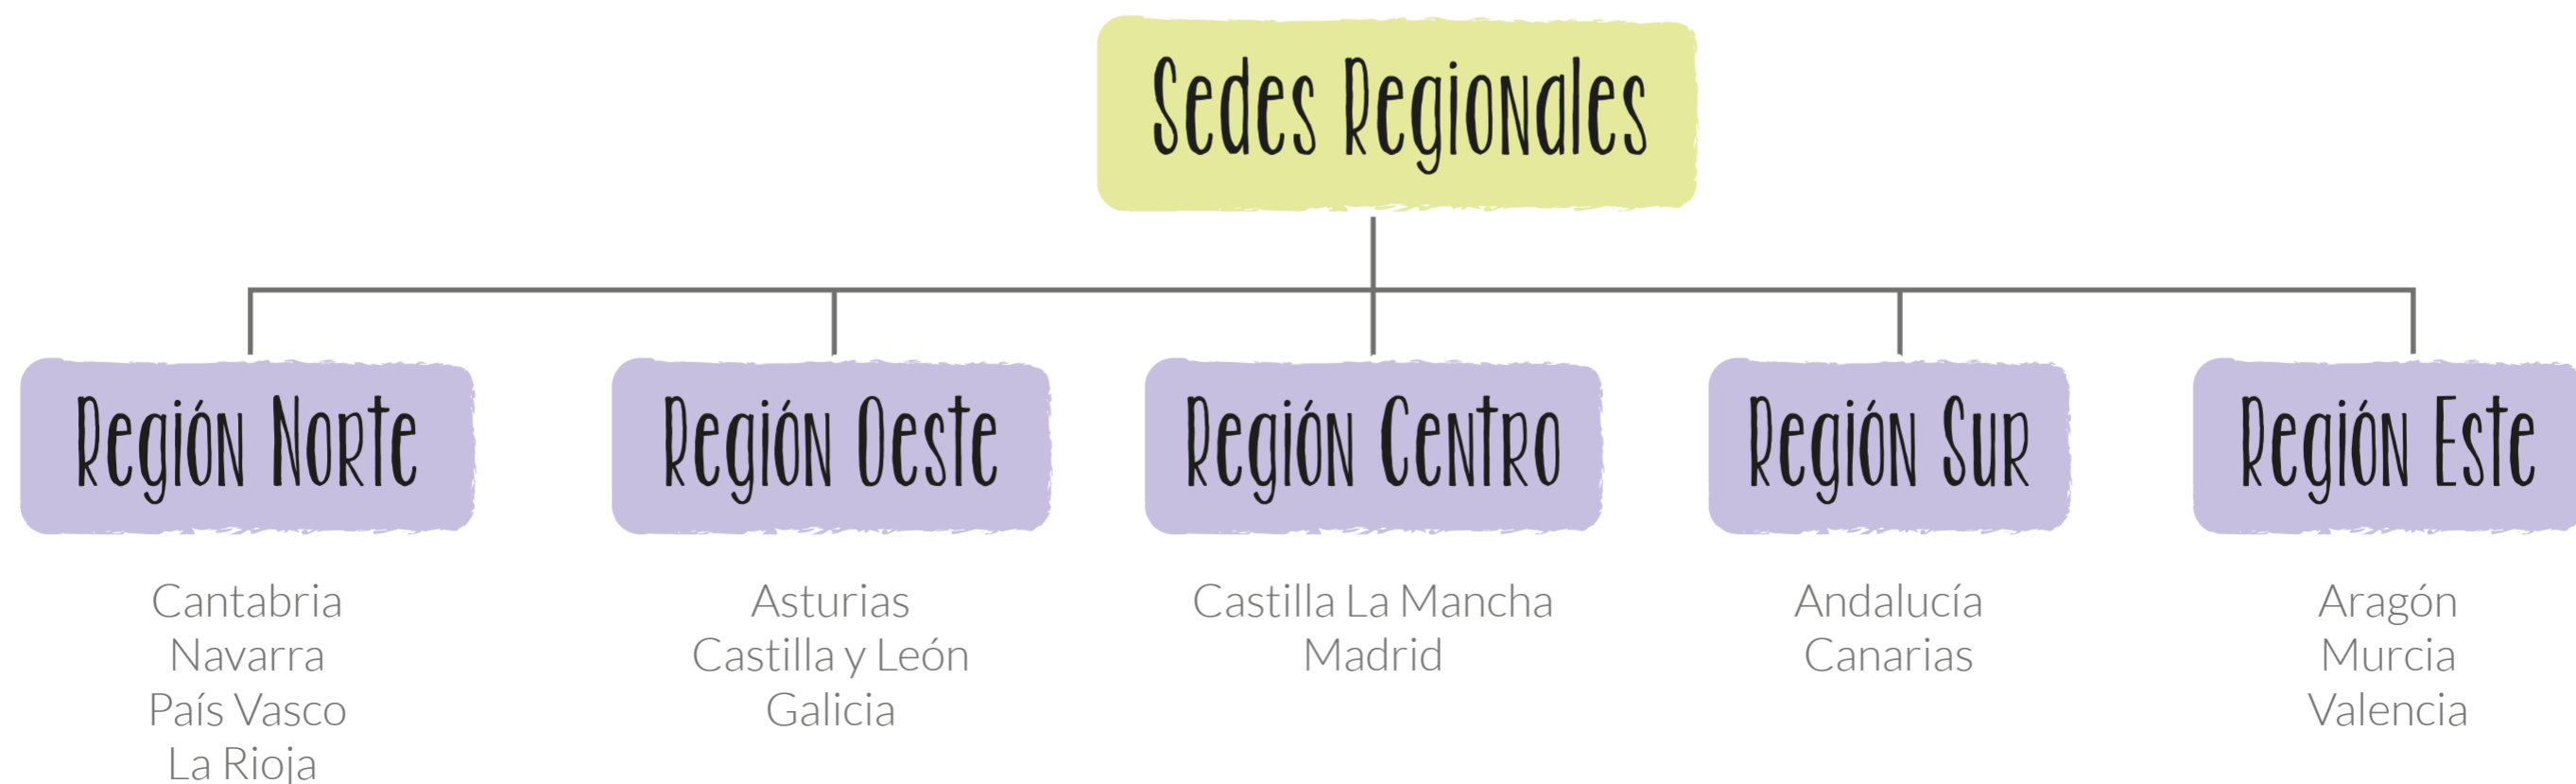 Sedes Regionales
Región Norte
Cantabria
Navarra
País Vasco
La Rioja
Región Oeste
Asturias
Castilla y León
Galicia
Región Centro
Castilla La Mancha
Madrid
Región Sur
Andalucía
Canarias
Región Este
Aragón
Murcia
Valencia